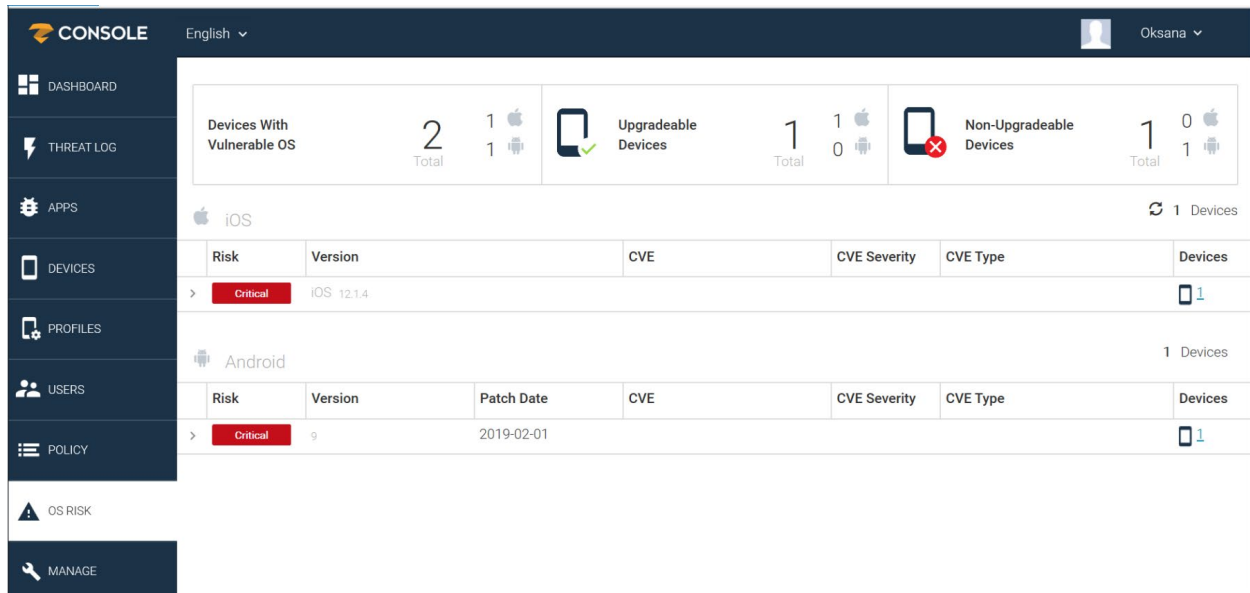 CONSOLE English Oksana
DASHBOARD
THREAT LOG
APPS
DEVICES
PROFILES
USERS
POLICY
OS RISK
MANAGE
Devices With
Vulnerable OS
2
Total
1
1
Upgradeable
Devices
1
Total
1
0
Non-Upgradeable
Devices
1
Total
0
1
iOS
1 Devices
Risk Version CVE CVE Severity CVE Type Devices
Critical iOS 12.1.4 1
Android
1 Devices
Risk Version Patch Date CVE CVE Severity CVE Type Devices
Critical 9 2019-02-01 1